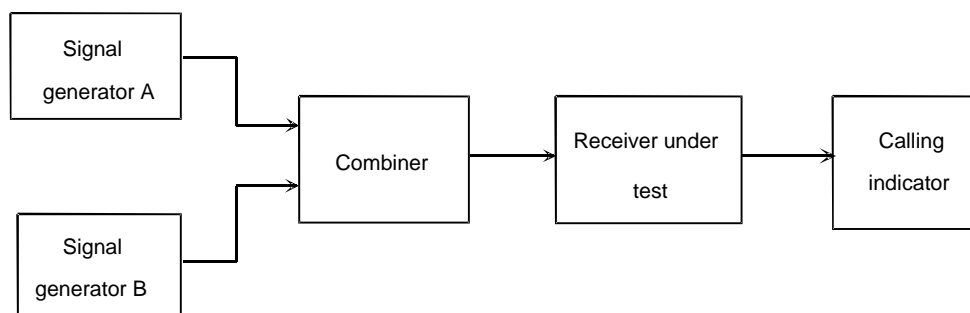 Signal
generator A
Signal
generator B
Combiner
Receiver under
test
Calling
indicator